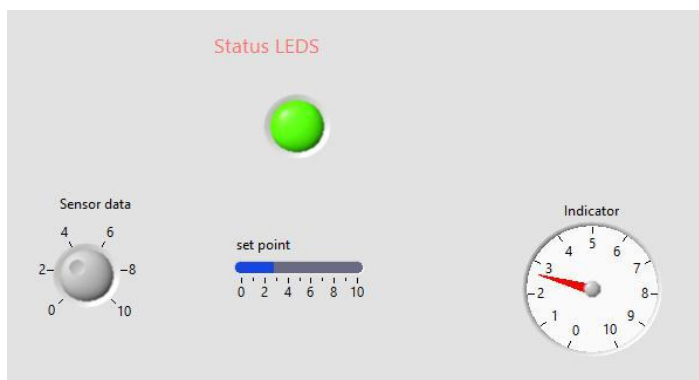 Status LEDS
Sensor data
4 6
2 8
0 10
set point
0 2 4 6 8 10
Indicator
4 5 6
3 7
2 8
1 9
0 10